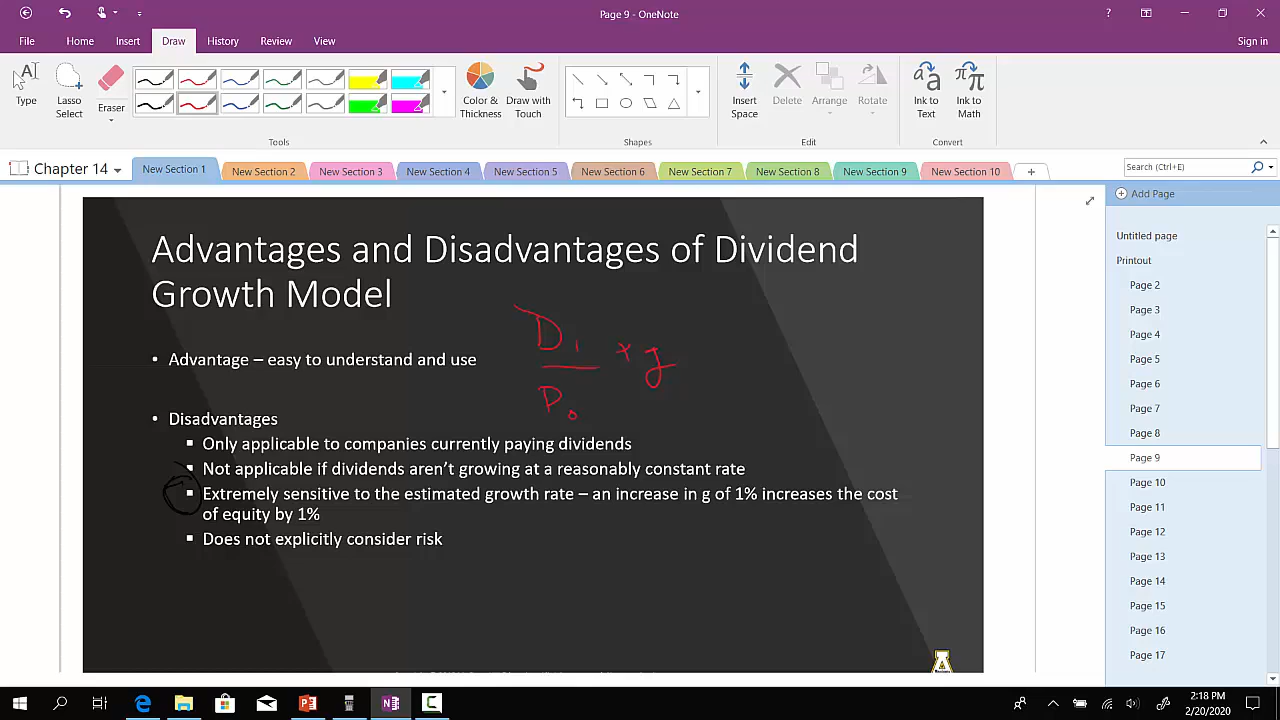 Page 9 - OneNote
?
File Home Insert Draw History Review View
Sign in
Type
Lasso Select
Eraser
Color & Thickness
Draw with Touch
Insert Space
Delete
Arrange
Rotate
Ink to Text
Ink to Math
Tools
Shapes
Edit
Convert
Chapter 14
New Section 1 New Section 2 New Section 3 New Section 4 New Section 5 New Section 6 New Section 7 New Section 8 New Section 9 New Section 10 +
Search (Ctrl+E)
Add Page
Untitled page
Printout
Page 2
Page 3
Page 4
Page 5
Page 6
Page 7
Page 8
Page 9
Page 10
Page 11
Page 12
Page 13
Page 14
Page 15
Page 16
Page 17
Advantages and Disadvantages of Dividend
Growth Model
D1
+ g
P0
• Advantage – easy to understand and use
• Disadvantages
▪ Only applicable to companies currently paying dividends
▪ Not applicable if dividends aren't growing at a reasonably constant rate
▪ Extremely sensitive to the estimated growth rate – an increase in g of 1% increases the cost
of equity by 1%
▪ Does not explicitly consider risk
A
2:18 PM
2/20/2020